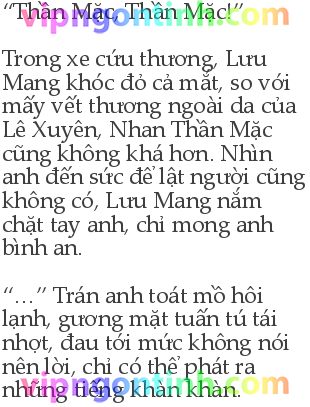 “Thần Mặc, Thần Mặc!”
Trong xe cứu thương, Lưu
Mang khóc đỏ cả mắt, so với
mấy vết thương ngoài da của
Lê Xuyên, Nhan Thần Mặc
cũng không khá hơn. Nhìn
anh đến sức để lật người cũng
không có, Lưu Mang nắm
chặt tay anh, chỉ mong anh
bình an.
“…” Trán anh toát mồ hôi
lạnh, gương mặt tuấn tú tái
nhợt, đau tới mức không nói
nên lời, chỉ có thể phát ra
những tiếng khàn khàn.
vipngontinh.com
vipngontinh.com